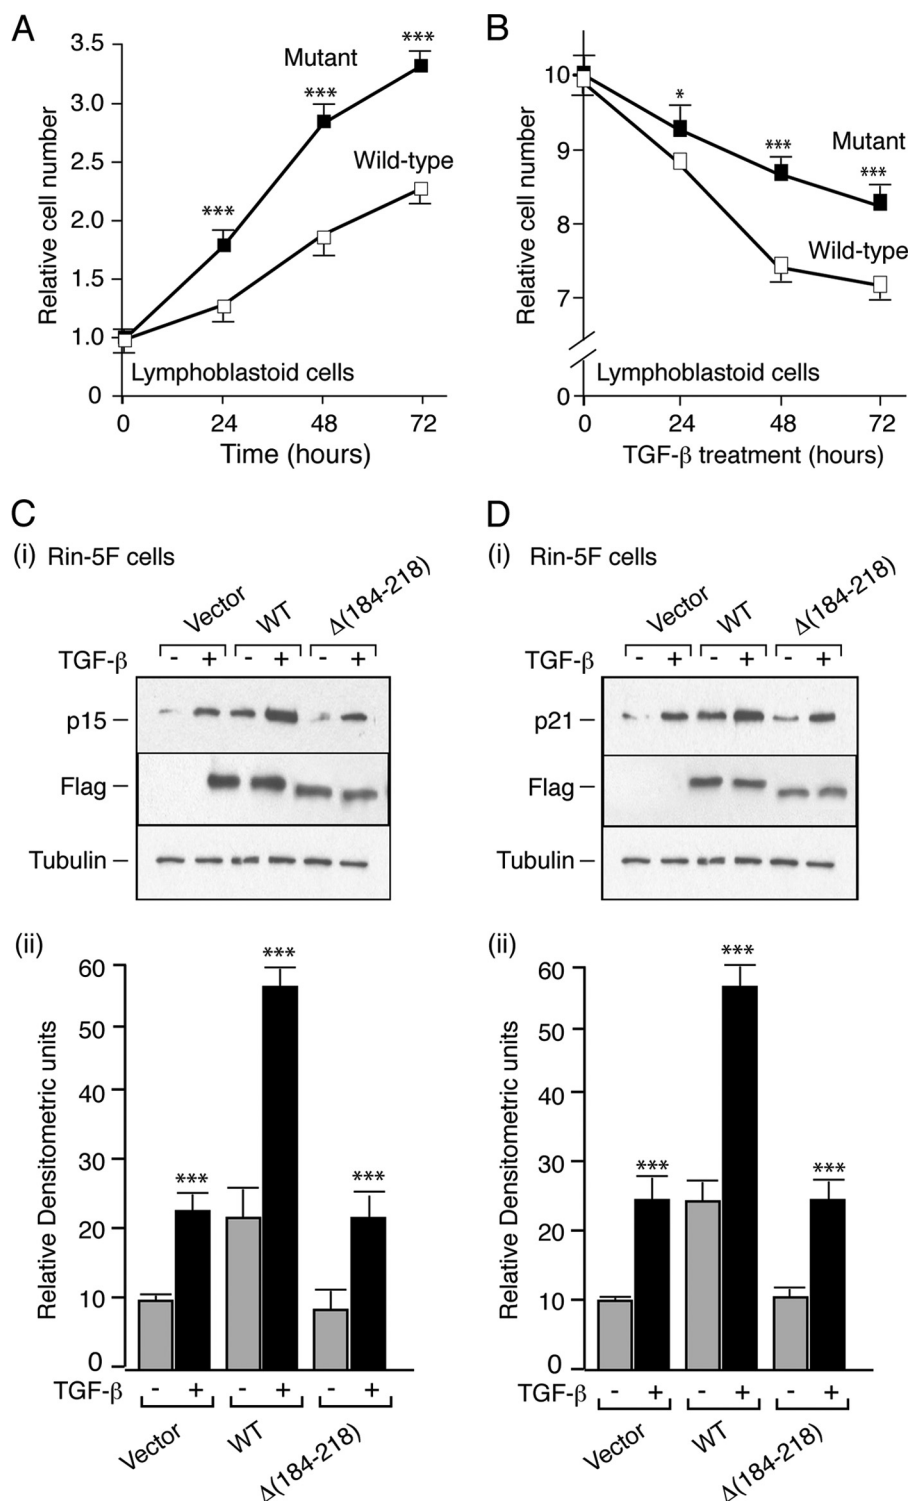 A
3.5
3.0
2.5
2.0
1.5
1.0
0
Relative cell number
Mutant
***
***
***
Wild-type
Lymphoblastoid cells
0 24 48 72
Time (hours)
B
10
9
8
7
0
Relative cell number
*
***
***
Mutant
Wild-type
Lymphoblastoid cells
0 24 48 72
TGF-β treatment (hours)
C
(i) Rin-5F cells
Vector WT Δ(184-218)
TGF-β - + - + - +
p15
Flag
Tubulin
(ii)
60
50
40
30
20
10
0
Relative Densitometric units
***
***
***
TGF-β - + - + - +
Vector WT Δ(184-218)
D
(i) Rin-5F cells
Vector WT Δ(184-218)
TGF-β - + - + - +
p21
Flag
Tubulin
(ii)
60
50
40
30
20
10
0
Relative Densitometric units
***
***
***
TGF-β - + - + - +
Vector WT Δ(184-218)